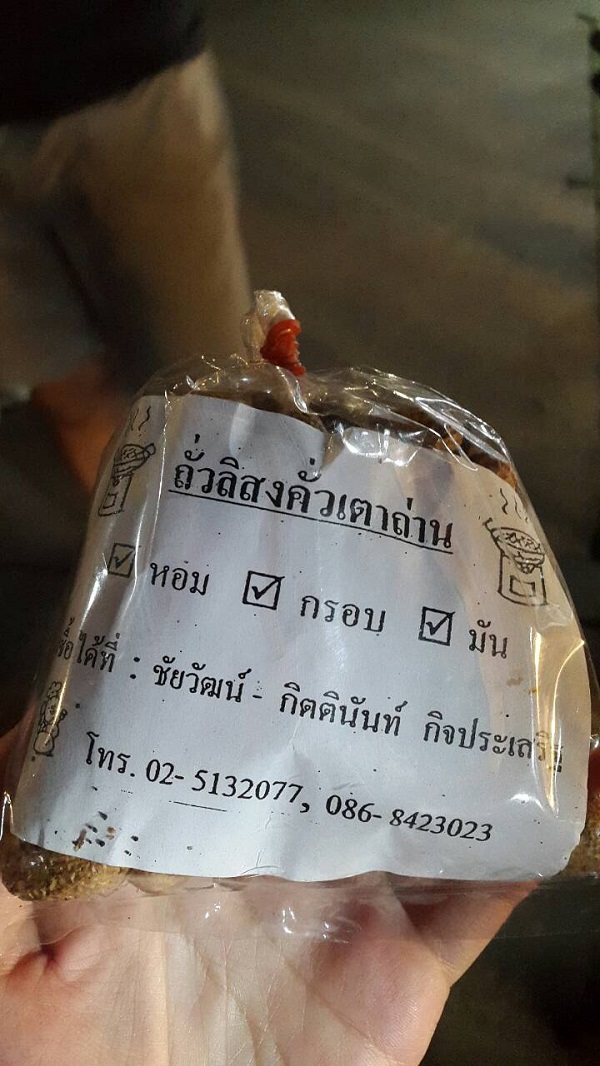 ถั่วลิสงคั่วเตาถ่าน
☑ หอม ☑ กรอบ ☑ มัน
ซื้อได้ที่ : ชัยวัฒน์ - กิตตินันท์ กิจประเสริฐ
โทร. 02- 5132077, 086- 8423023